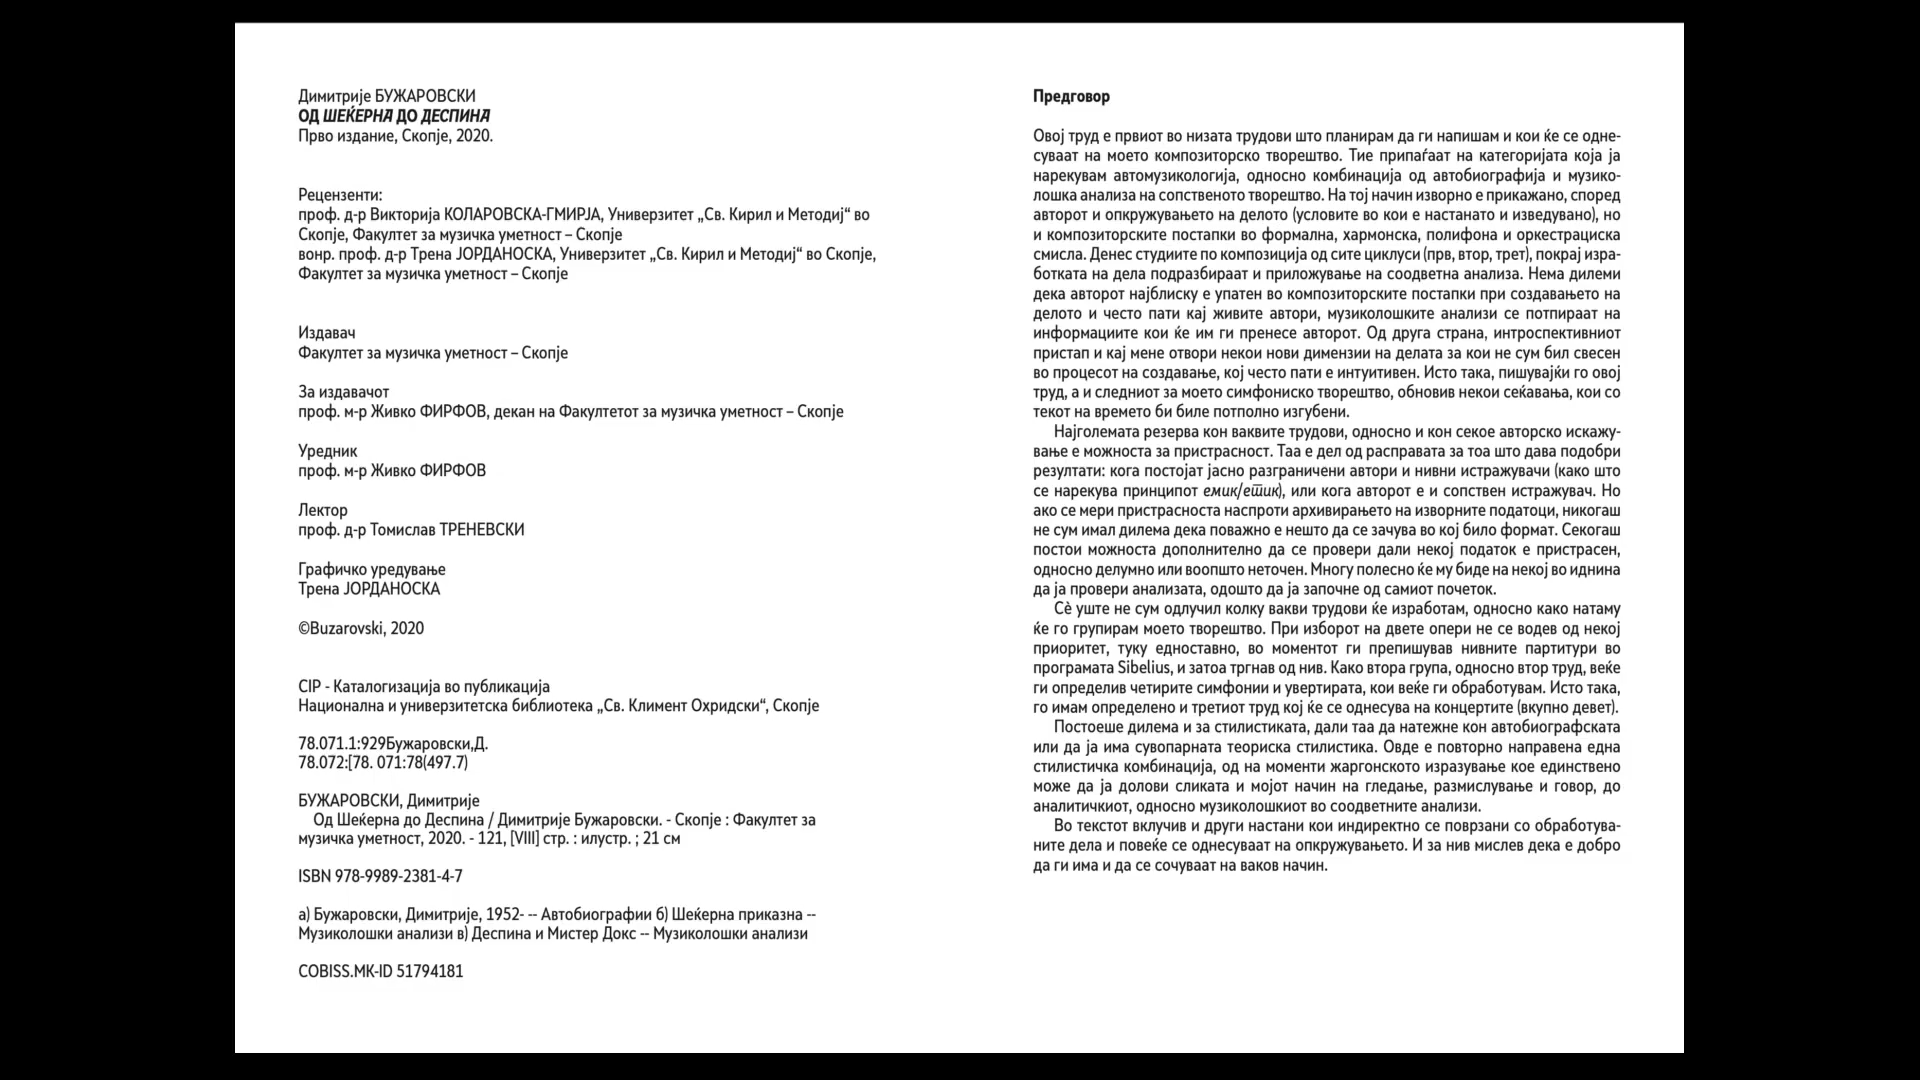 Димитрије БУЖАРОВСКИ
ОД ШЕЌЕРНА ДО ДЕСПИНА
Прво издание, Скопје, 2020.
Рецензенти:
проф. д-р Викторија КОЛАРОВСКА-ГМИРЈА, Универзитет „Св. Кирил и Методиј“ во
Скопје, Факултет за музичка уметност – Скопје
вонр. проф. д-р Трена ЈОРДАНОСКА, Универзитет „Св. Кирил и Методиј“ во Скопје,
Факултет за музичка уметност – Скопје
Издавач
Факултет за музичка уметност – Скопје
За издавачот
проф. м-р Живко ФИРФОВ, декан на Факултетот за музичка уметност – Скопје
Уредник
проф. м-р Живко ФИРФОВ
Лектор
проф. д-р Томислав ТРЕНЕВСКИ
Графичко уредување
Трена ЈОРДАНОСКА
©Buzarovski, 2020
CIP - Каталогизација во публикација
Национална и универзитетска библиотека „Св. Климент Охридски“, Скопје
78.071.1:929Бужаровски,Д.
78.072:[78. 071:78(497.7)
БУЖАРОВСКИ, Димитрије
Од Шеќерна до Деспина / Димитрије Бужаровски. - Скопје : Факултет за
музичка уметност, 2020. - 121, [VIII] стр. : илустр. ; 21 см
ISBN 978-9989-2381-4-7
а) Бужаровски, Димитрије, 1952- -- Автобиографии б) Шеќерна приказна --
Музиколошки анализи в) Деспина и Мистер Докс -- Музиколошки анализи
COBISS.MK-ID 51794181
Предговор
Овој труд е првиот во низата трудови што планирам да ги напишам и кои ќе се одне-
суваат на моето композиторско творештво. Тие припаѓаат на категоријата која ја
нарекувам автомузикологија, односно комбинација од автобиографија и музико-
лошка анализа на сопственото творештво. На тој начин изворно е прикажано, според
авторот и опкружувањето на делото (условите во кои е настанато и изведувано), но
и композиторските постапки во формална, хармонска, полифона и оркестрациска
смисла. Денес студиите по композиција од сите циклуси (прв, втор, трет), покрај изра-
ботката на дела подразбираат и приложување на соодветна анализа. Нема дилеми
дека авторот најблиску е упатен во композиторските постапки при создавањето на
делото и често пати кај живите автори, музиколошките анализи се потпираат на
информациите кои ќе им ги пренесе авторот. Од друга страна, интроспективниот
пристап и кај мене отвори некои нови димензии на делата за кои не сум бил свесен
во процесот на создавање, кој често пати е интуитивен. Исто така, пишувајќи го овој
труд, а и следниот за моето симфониско творештво, обновив некои сеќавања, кои со
текот на времето би биле потполно изгубени.
Најголемата резерва кон ваквите трудови, односно и кон секое авторско искажу-
вање е можноста за пристрасност. Таа е дел од расправата за тоа што дава подобри
резултати: кога постојат јасно разграничени автори и нивни истражувачи (како што
се нарекува принципот емик/етик), или кога авторот е и сопствен истражувач. Но
ако се мери пристрасноста наспроти архивирањето на изворните податоци, никогаш
не сум имал дилема дека поважно е нешто да се зачува во кој било формат. Секогаш
постои можноста дополнително да се провери дали некој податок е пристрасен,
односно делумно или воопшто неточен. Многу полесно ќе му биде на некој во иднина
да ја провери анализата, одошто да ја започне од самиот почеток.
Сѐ уште не сум одлучил колку вакви трудови ќе изработам, односно како натаму
ќе го групирам моето творештво. При изборот на двете опери не се водев од некој
приоритет, туку едноставно, во моментот ги препишував нивните партитури во
програмата Sibelius, и затоа тргнав од нив. Како втора група, односно втор труд, веќе
ги определив четирите симфонии и увертирата, кои веќе ги обработувам. Исто така,
го имам определено и третиот труд кој ќе се однесува на концертите (вкупно девет).
Постоеше дилема и за стилистиката, дали таа да натежне кон автобиографската
или да ја има сувопарната теориска стилистика. Овде е повторно направена една
стилистичка комбинација, од на моменти жаргонското изразување кое единствено
може да ја долови сликата и мојот начин на гледање, размислување и говор, до
аналитичкиот, односно музиколошкиот во соодветните анализи.
Во текстот вклучив и други настани кои индиректно се поврзани со обработува-
ните дела и повеќе се однесуваат на опкружувањето. И за нив мислев дека е добро
да ги има и да се сочуваат на ваков начин.